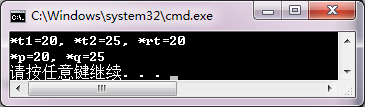 C:\Windows\system32\cmd.exe
*t1=20, *t2=25, *rt=20
*p=20, *q=25
请按任意键继续. . .